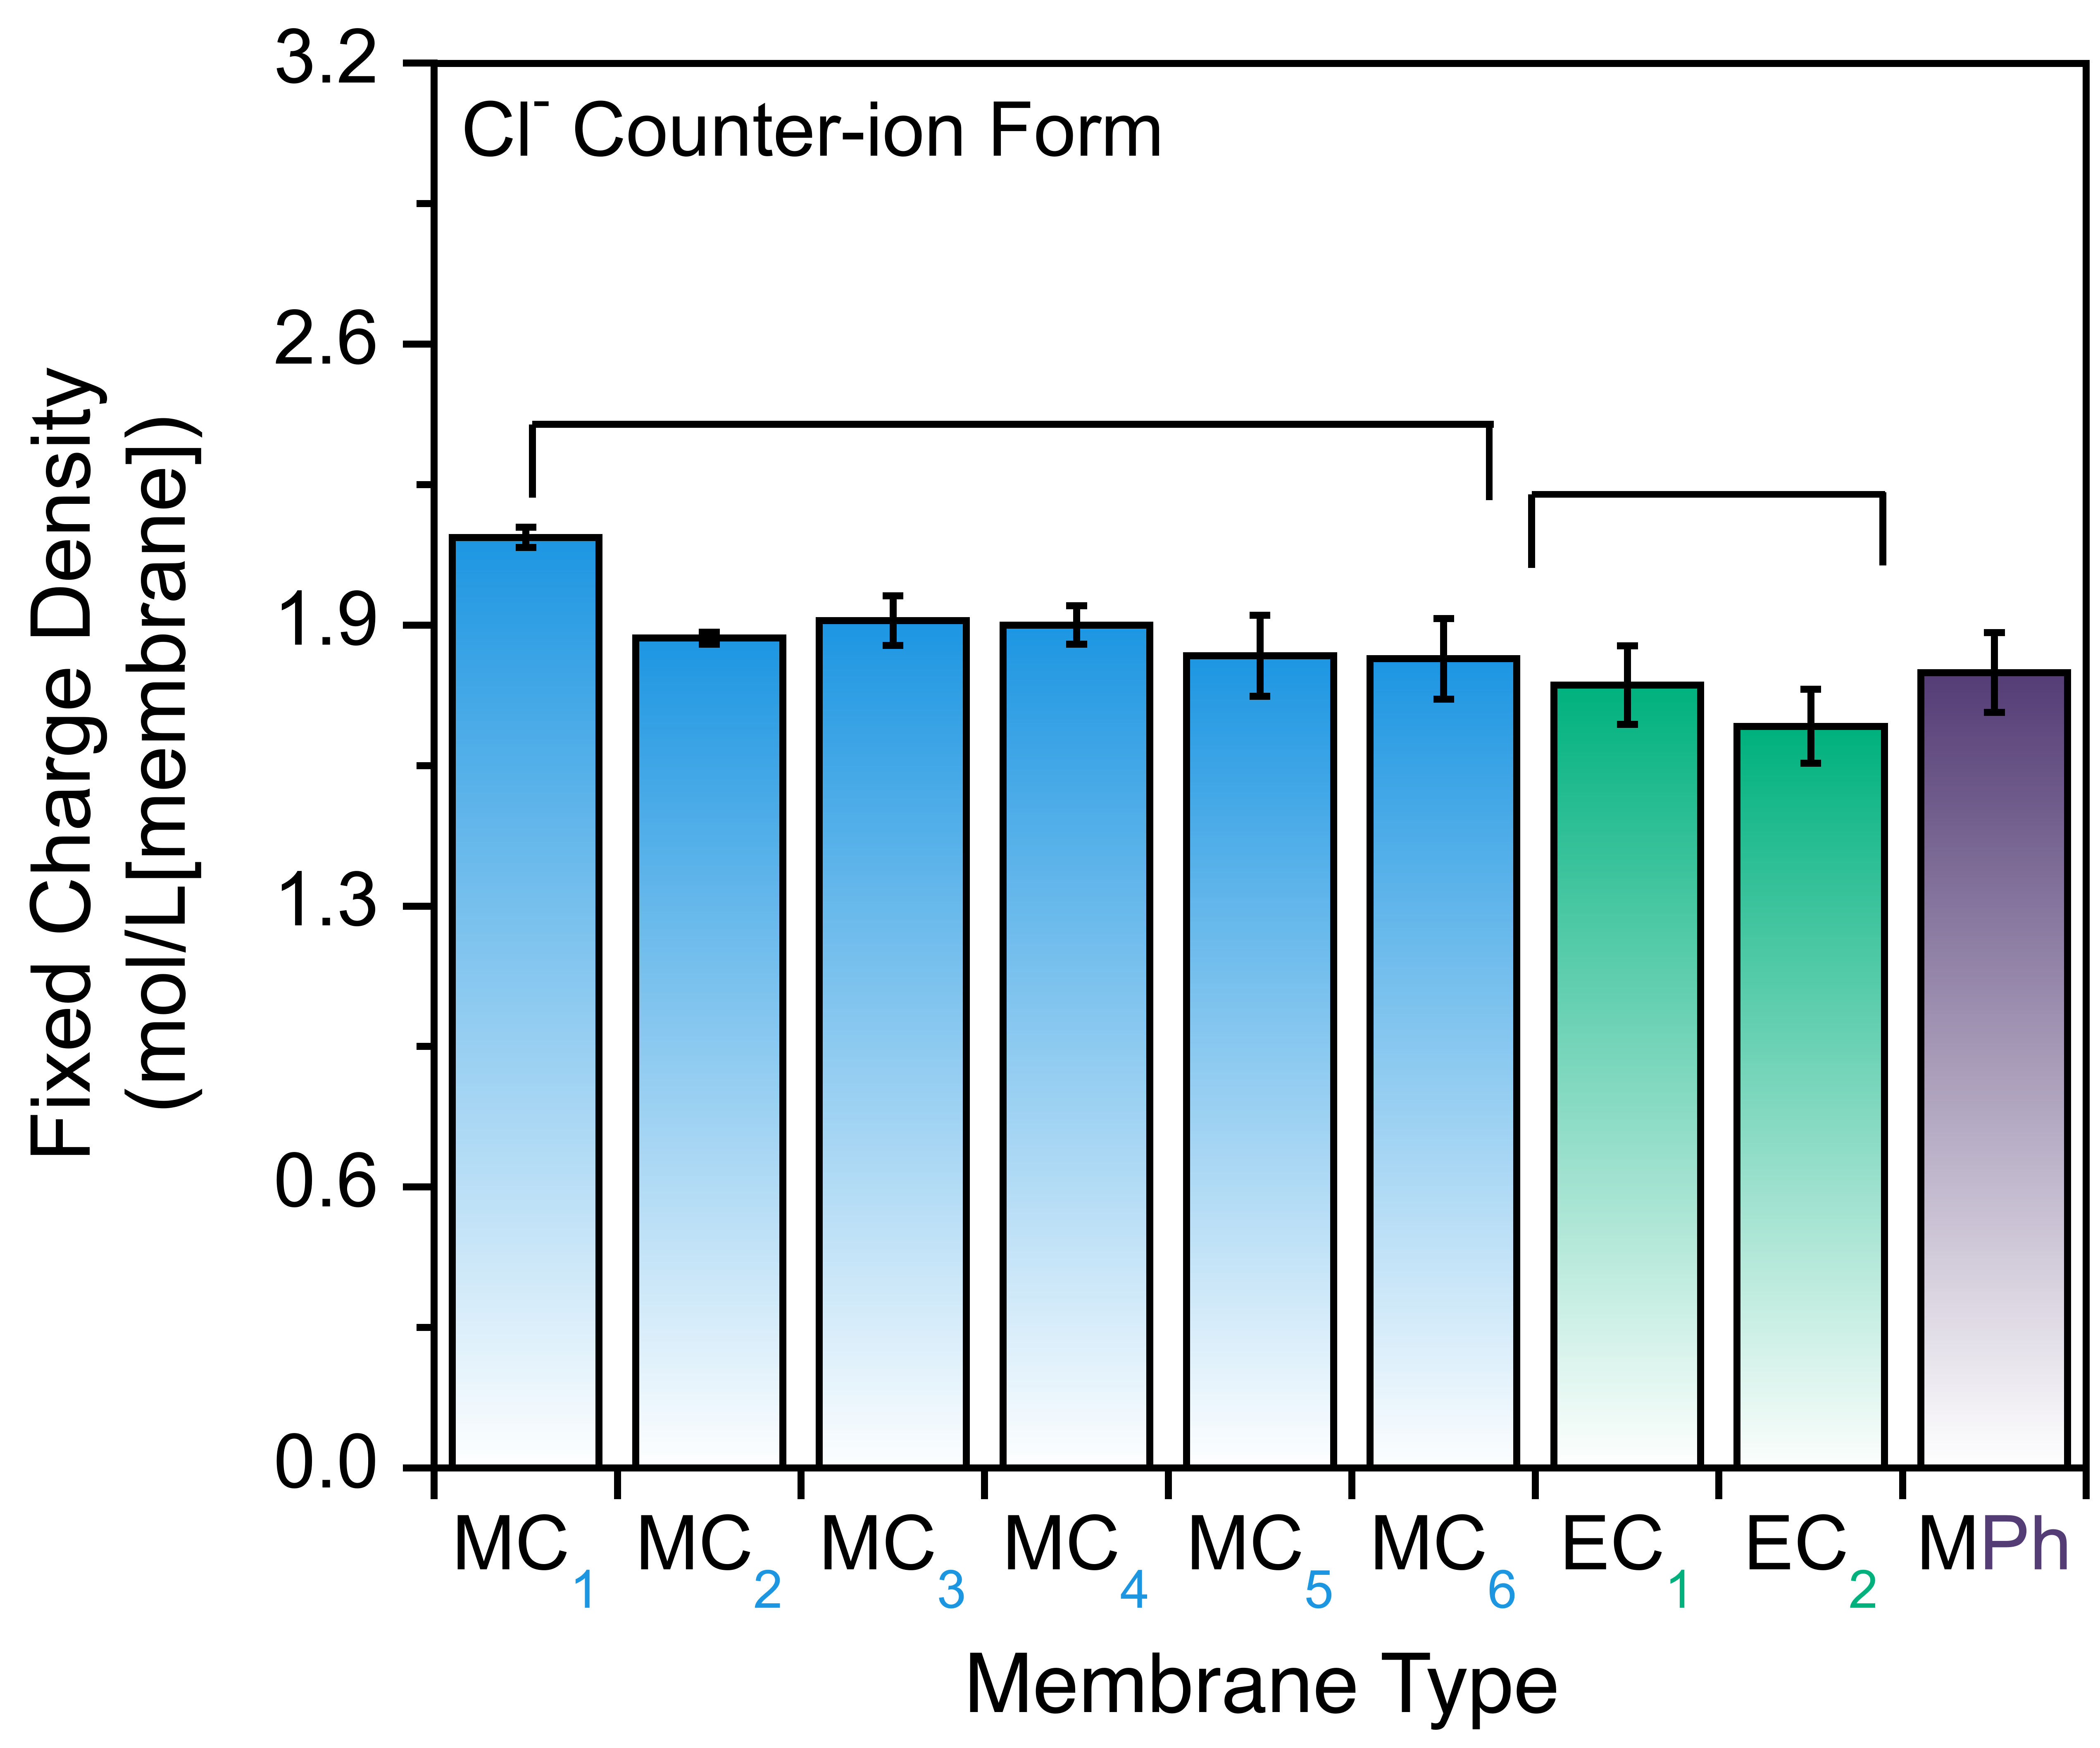 Cl⁻ Counter-ion Form
3.2
2.6
1.9
1.3
0.6
0.0
Fixed Charge Density
(mol/L[membrane])
MC₁ MC₂ MC₃ MC₄ MC₅ MC₆ EC₁ EC₂ MPh
Membrane Type